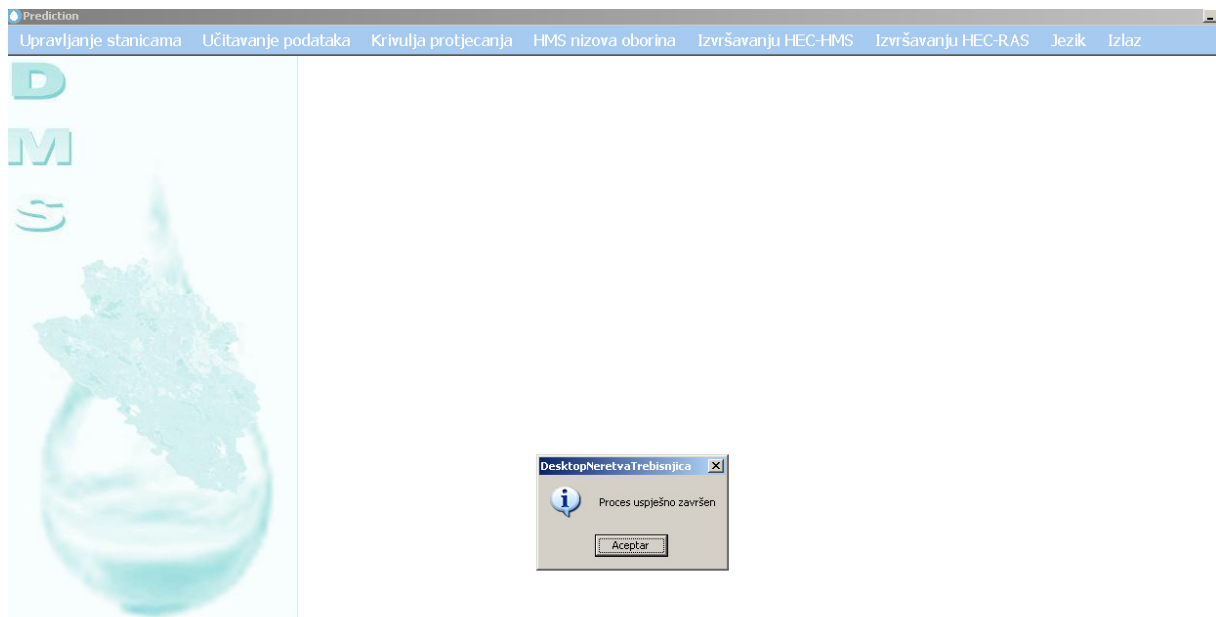 Prediction
Upravljanje stanicama Učitavanje podataka Krivulja protjecanja HMS nizova oborina Izvršavanju HEC-HMS Izvršavanju HEC-RAS Jezik Izlaz
D
M
S
DesktopNeretvaTrebisnjica
Proces uspješno završen
Aceptar